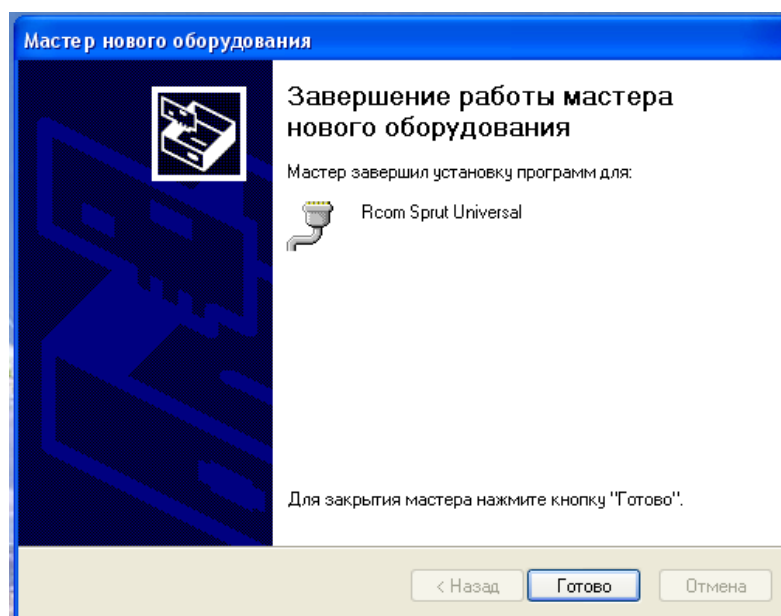 Мастер нового оборудования
Завершение работы мастера
нового оборудования
Мастер завершил установку программ для:
Rcom Sprut Universal
Для закрытия мастера нажмите кнопку "Готово".
< Назад
Готово
Отмена